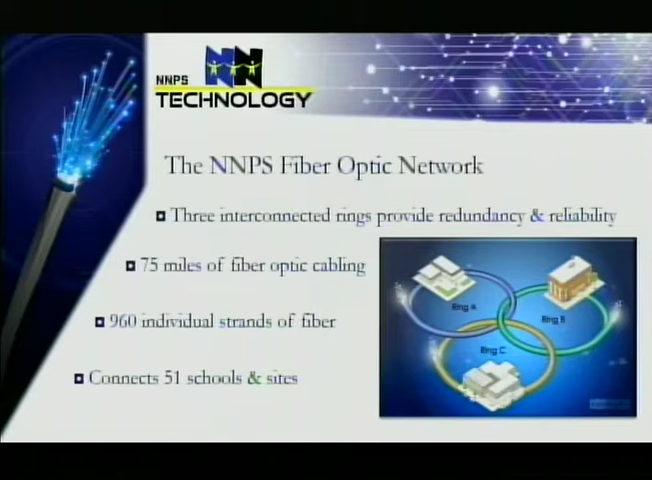 NNPS
TECHNOLOGY
The NNPS Fiber Optic Network
Three interconnected rings provide redundancy & reliability
75 miles of fiber optic cabling
960 individual strands of fiber
Connects 51 schools & sites
Ring A
Ring B
Ring C